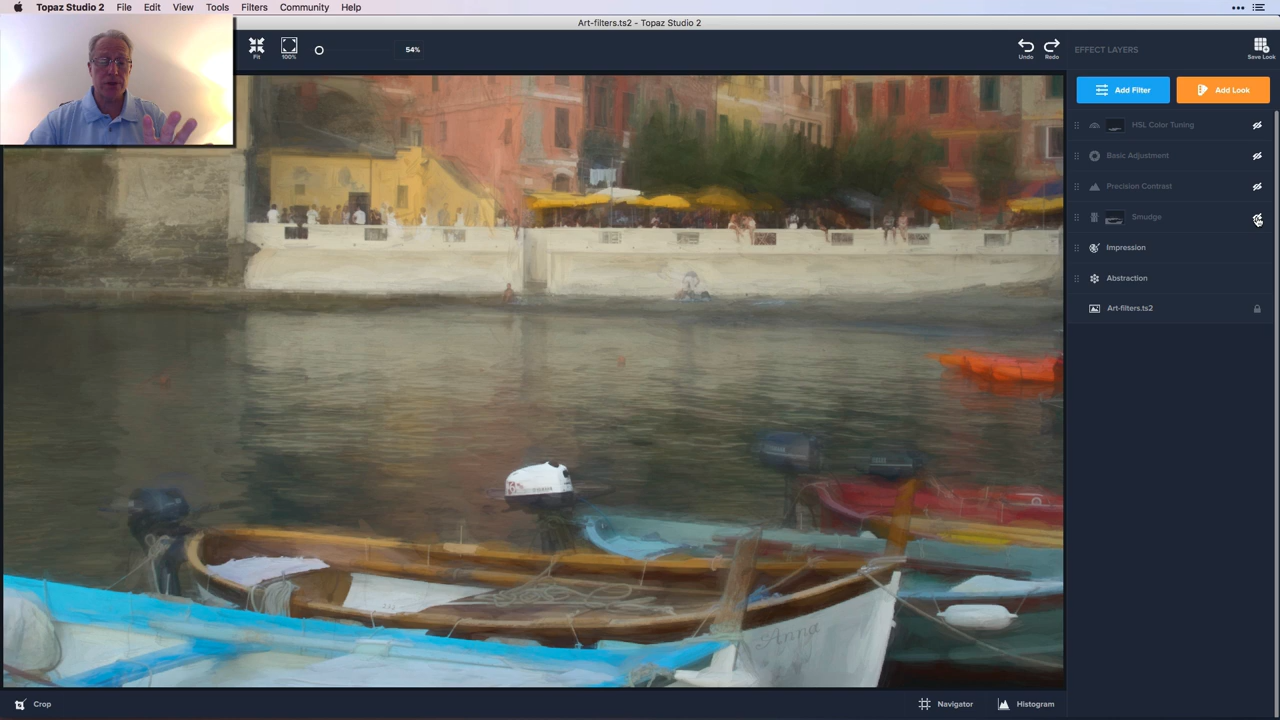 Topaz Studio 2 File Edit View Tools Filters Community Help
Art-filters.ts2 - Topaz Studio 2
Fit 100% 54% Undo Redo EFFECT LAYERS Save Look
Add Filter Add Look
HSL Color Tuning
Basic Adjustment
Precision Contrast
Smudge
Impression
Abstraction
Art-filters.ts2
Anna
Crop Navigator Histogram